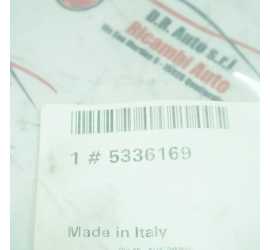 D.R. Auto s.r.l
Ricambi Auto
1 # 5336169
Made in Italy